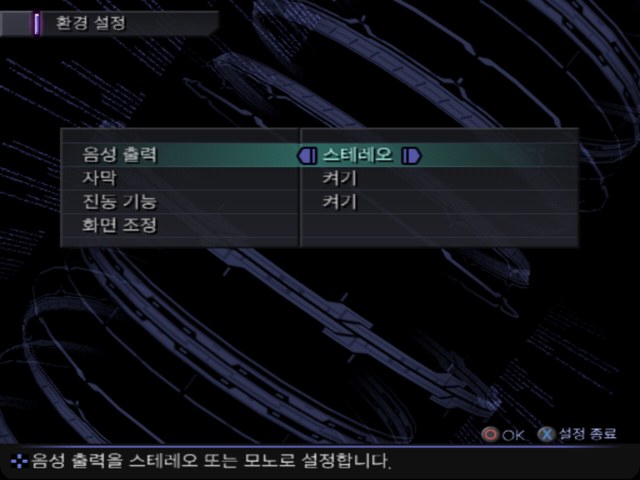 환경 설정
음성 출력 스테레오
자막 켜기
진동 기능 켜기
화면 조정
OK 설정 종료
음성 출력을 스테레오 또는 모노로 설정합니다.